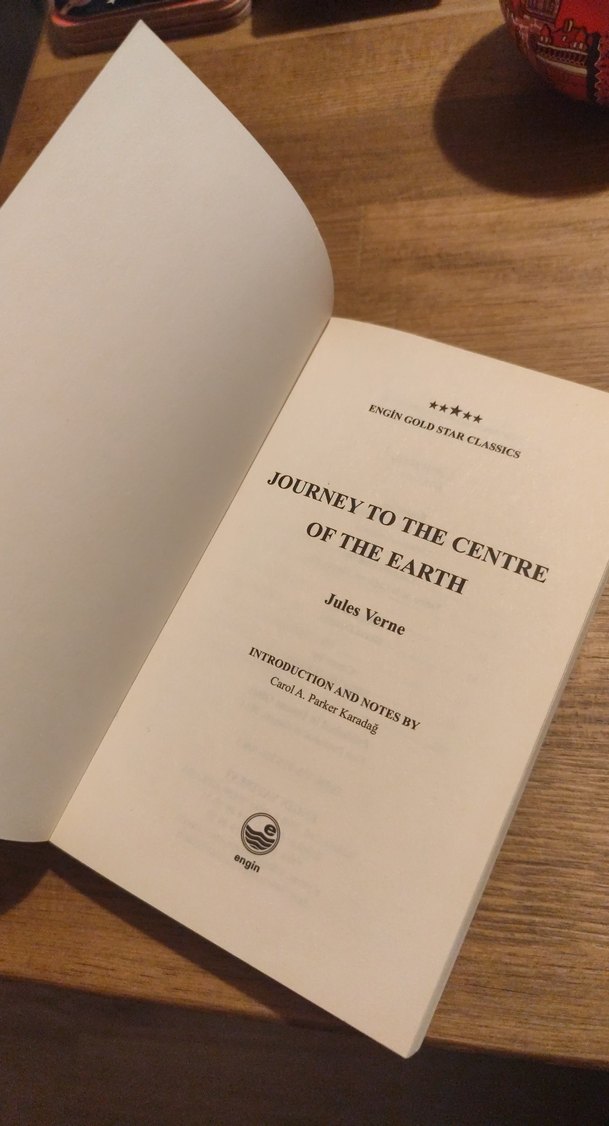 ENGİN GOLD STAR CLASSICS
JOURNEY TO THE CENTRE
OF THE EARTH
Jules Verne
INTRODUCTION AND NOTES BY
Carol A. Parker Karadağ
e
engin